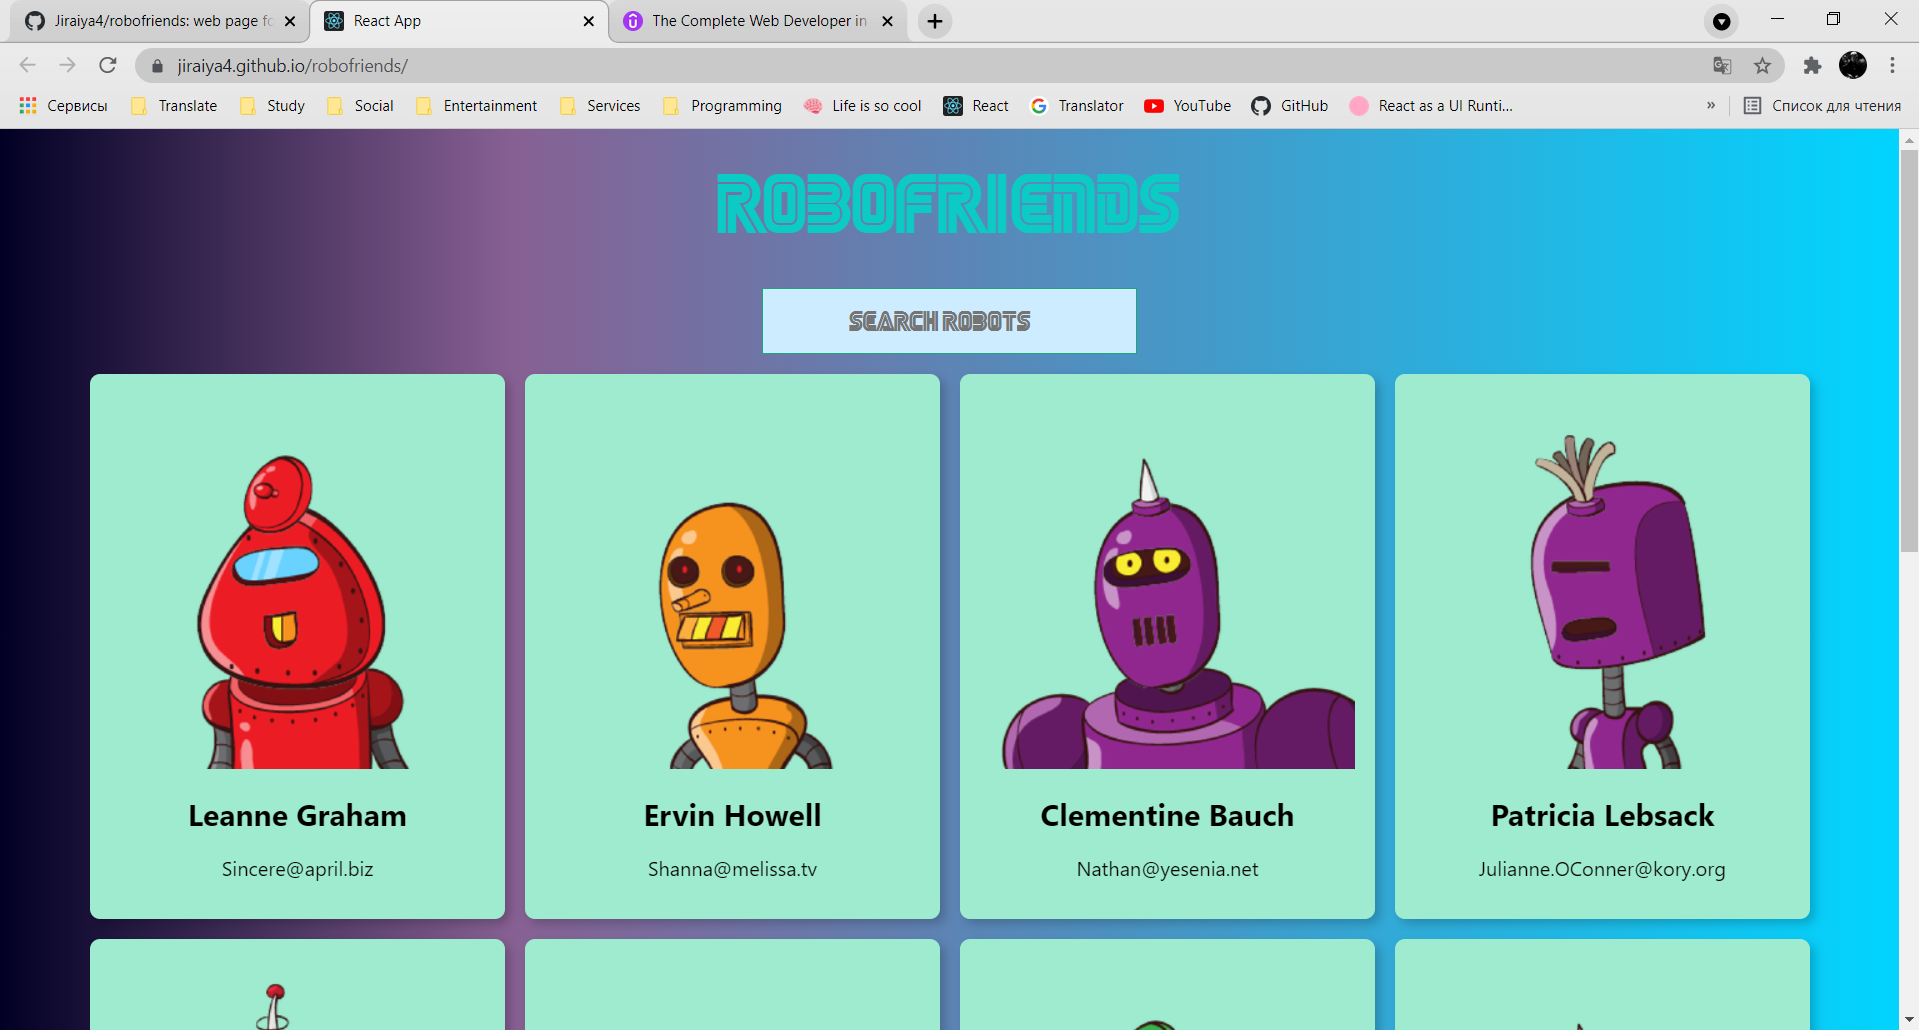 Jiraiya4/robofriends: web page fo
React App
The Complete Web Developer in
jiraiya4.github.io/robofriends/
Сервисы
Translate
Study
Social
Entertainment
Services
Programming
Life is so cool
React
Translator
YouTube
GitHub
React as a UI Runti...
»
Список для чтения
ROBOFRIENDS
SEARCH ROBOTS
Leanne Graham
Sincere@april.biz
Ervin Howell
Shanna@melissa.tv
Clementine Bauch
Nathan@yesenia.net
Patricia Lebsack
Julianne.OConner@kory.org